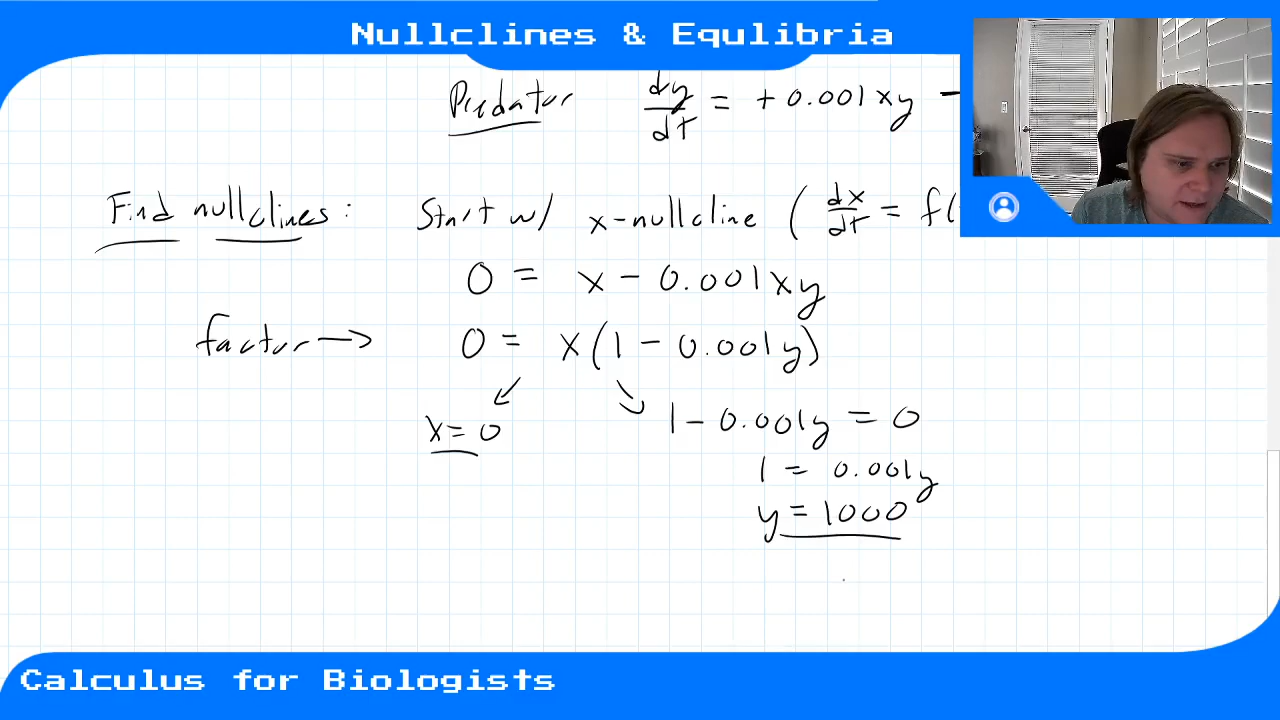 Nullclines & Equlibria
Predator dy/dt = + 0.001xy −
Find nullclines: Start w/ x-nullcline ( dx/dt = f(
0 = x − 0.001xy
factor → 0 = x(1 − 0.001y)
x = 0
1 − 0.001y = 0
1 = 0.001y
y = 1000
Calculus for Biologists